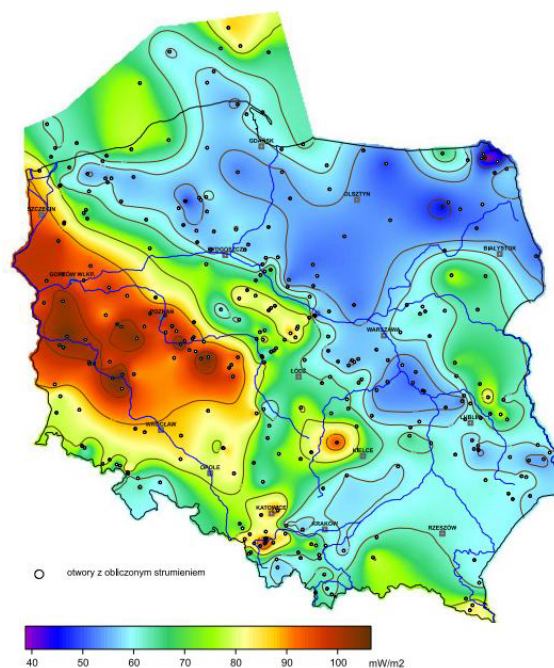 GDAŃSK
OLSZTYN
SZCZECIN
BYDGOSZCZ
BIAŁYSTOK
GORZÓW WLKP.
POZNAŃ
WARSZAWA
ŁÓDŹ
LUBLIN
WROCŁAW
KIELCE
OPOLE
KATOWICE
KRAKÓW
RZESZÓW
otwory z obliczonym strumieniem
40 50 60 70 80 90 100 mW/m2